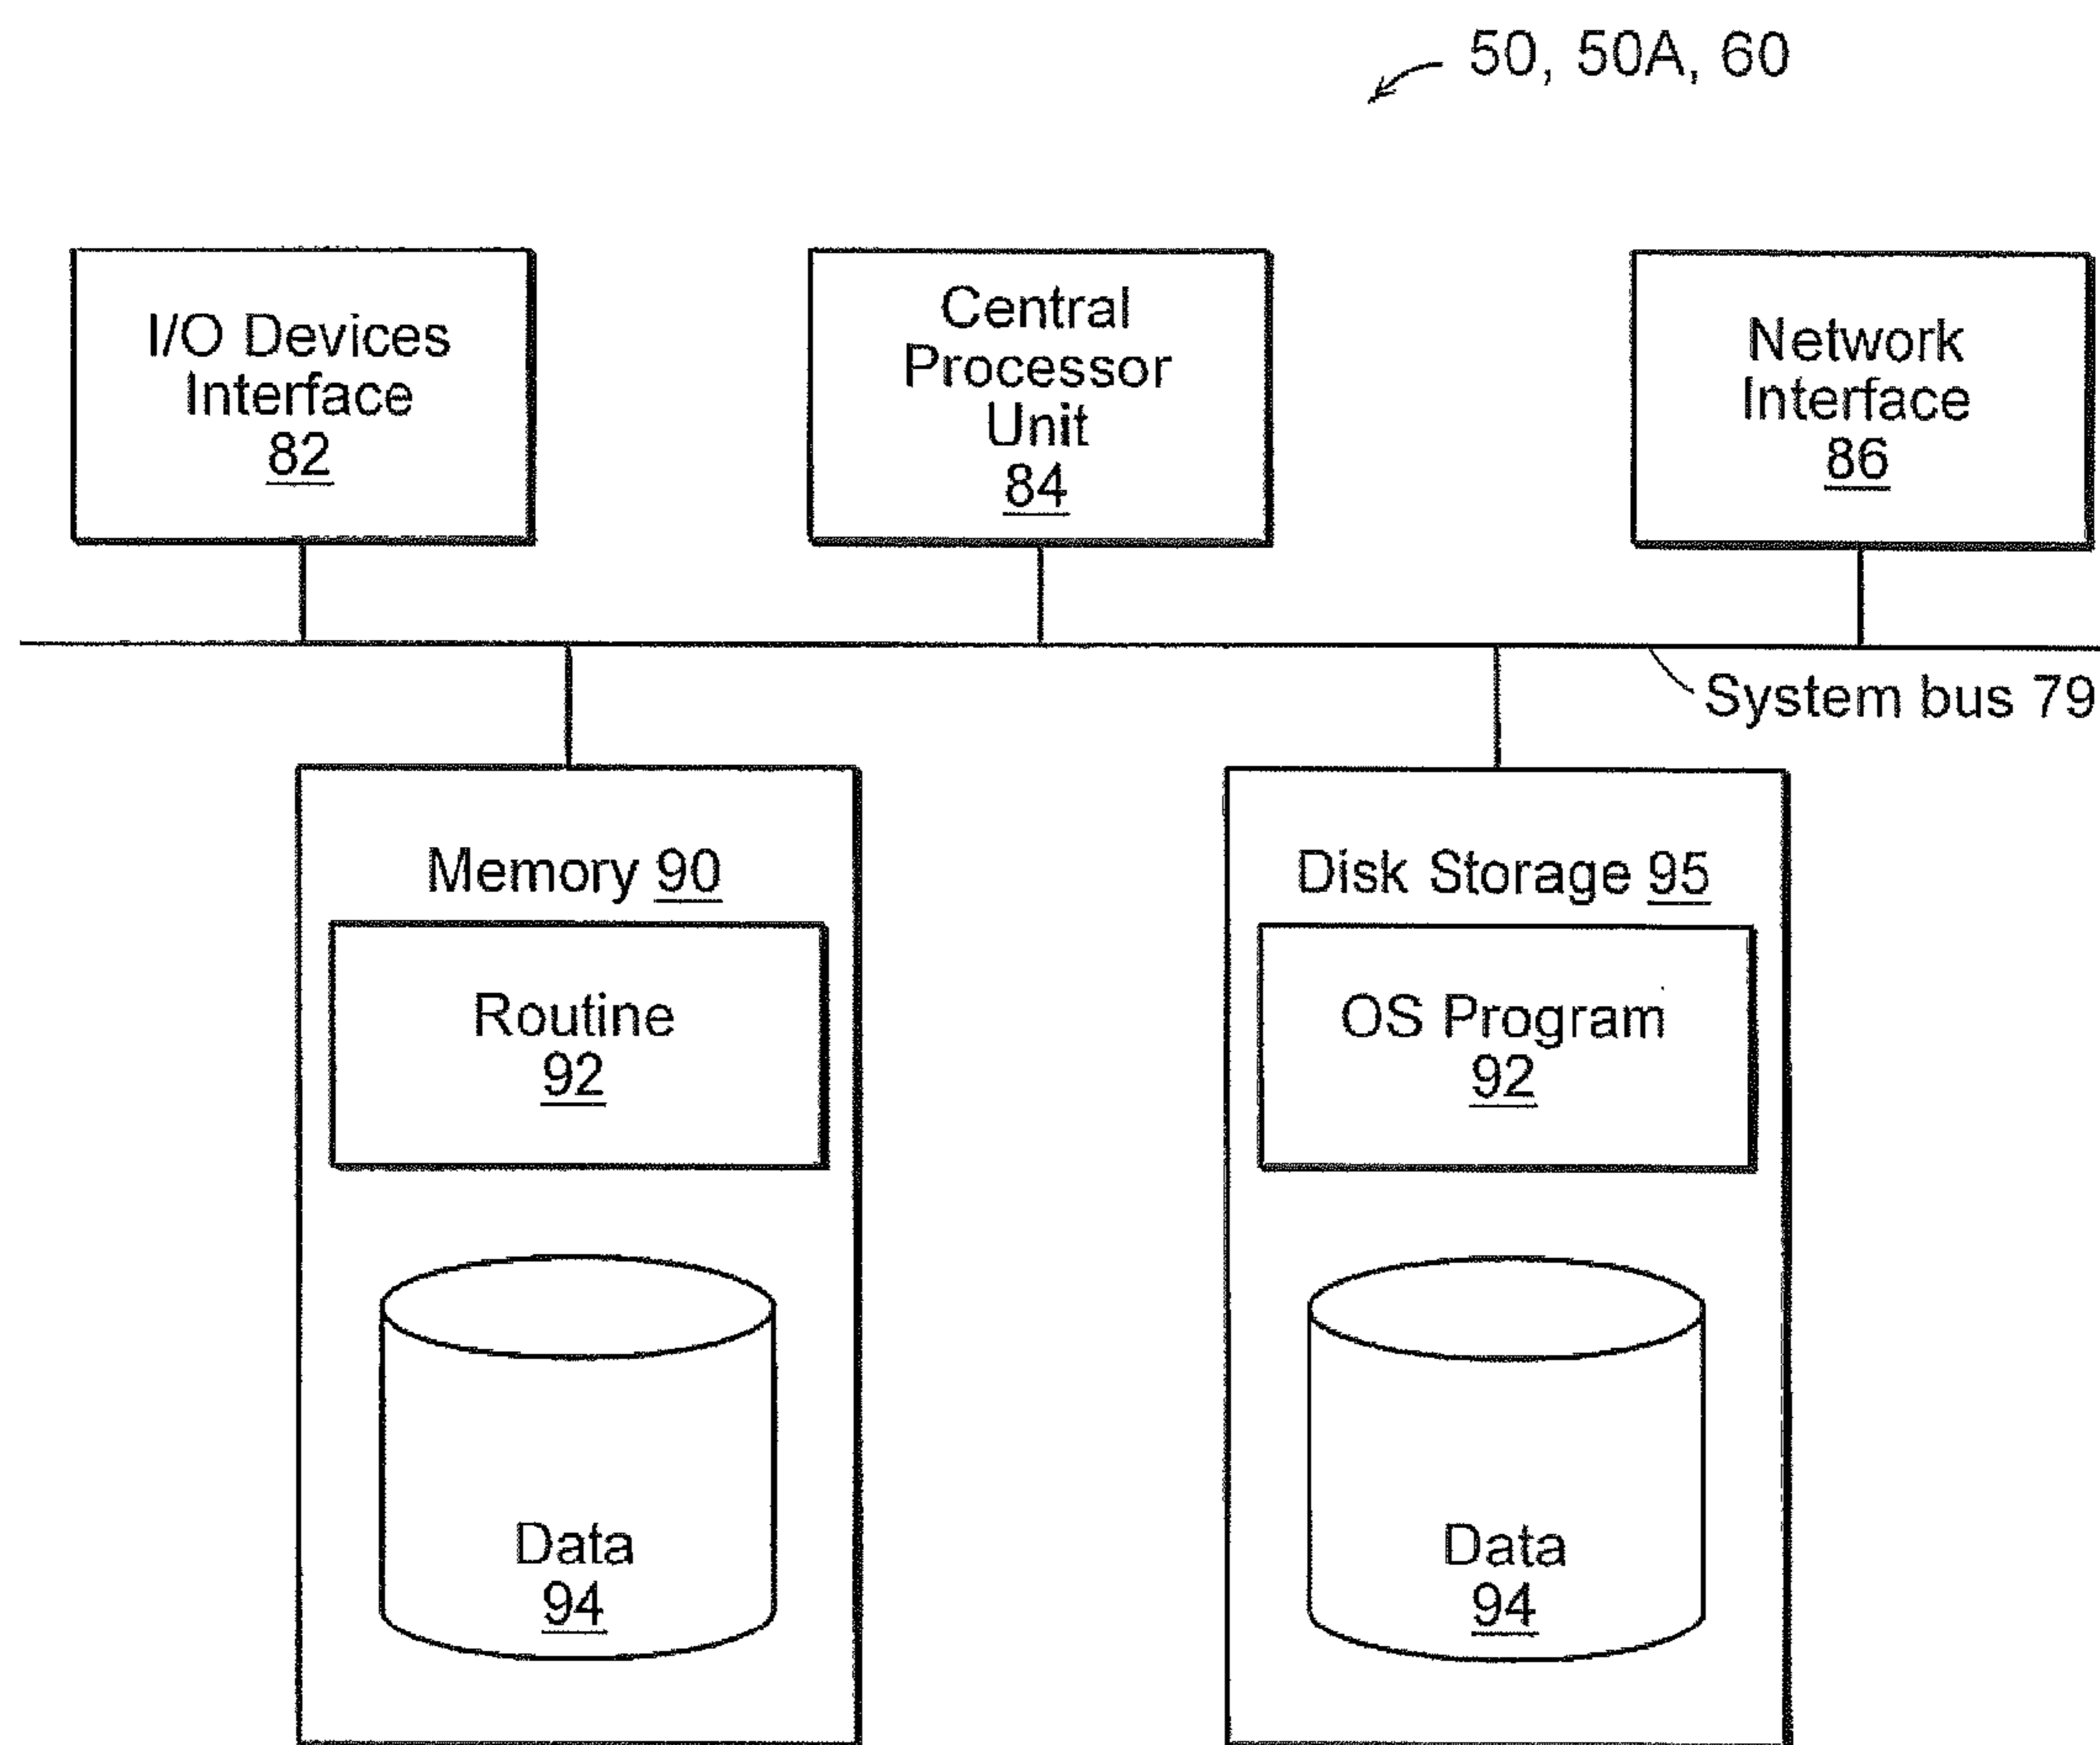 50, 50A, 60
I/O Devices
Interface
82
Central
Processor
Unit
84
Network
Interface
86
System bus 79
Memory 90
Routine
92
Data
94
Disk Storage 95
OS Program
92
Data
94